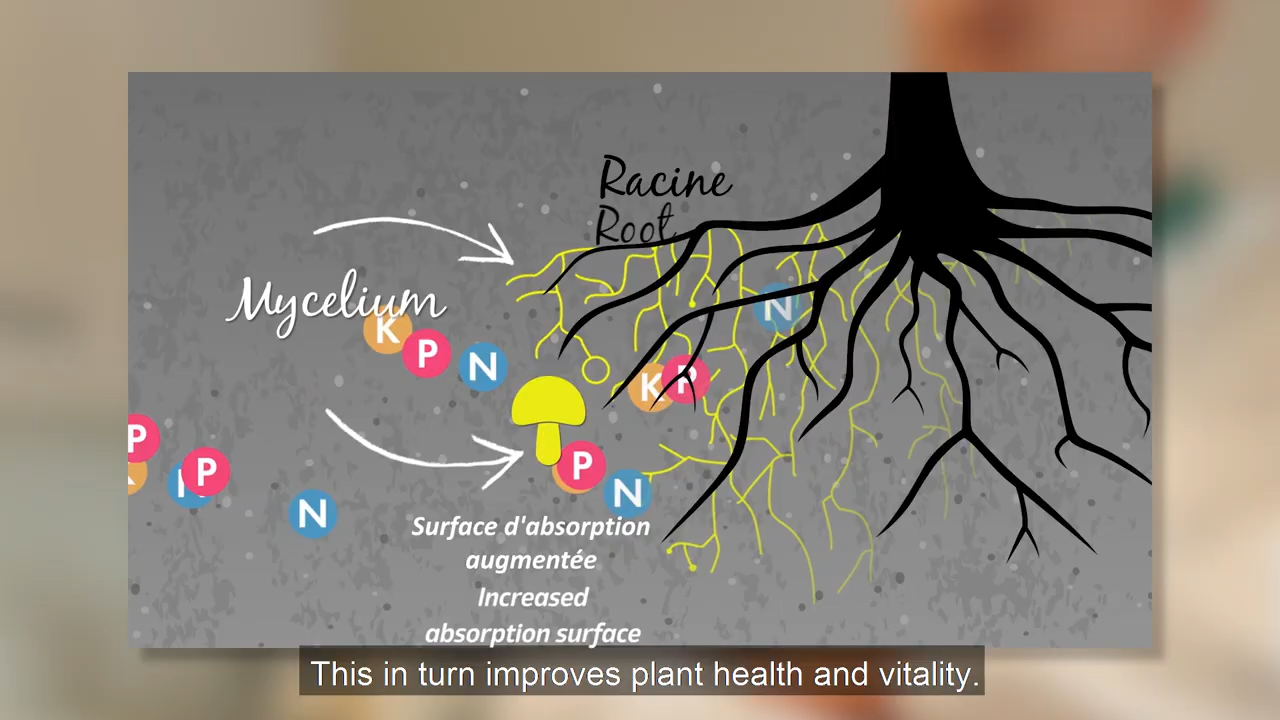 Racine
Root
Mycelium
K
P
N
N
K
P
P
P
N
P
N
Surface d'absorption
augmentée
Increased
absorption surface
This in turn improves plant health and vitality.